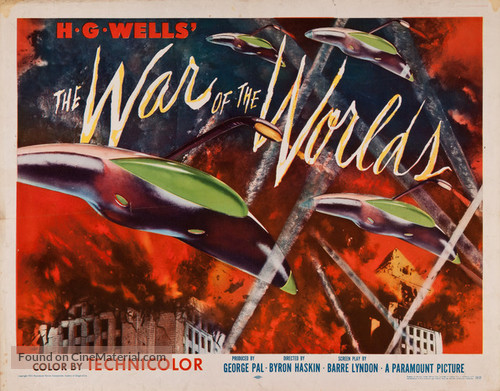 H·G·WELLS'
THE War OF THE Worlds
Found on CineMaterial.com
COLOR BY TECHNICOLOR
PRODUCED BY GEORGE PAL · DIRECTED BY BYRON HASKIN · SCREEN PLAY BY BARRE LYNDON · A PARAMOUNT PICTURE